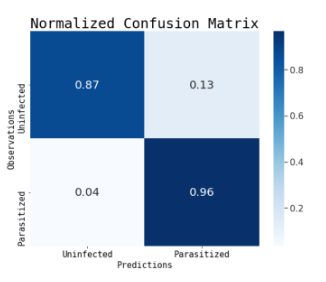 Normalized Confusion Matrix
Observations
Uninfected
Parasitized
0.87 0.13
0.04 0.96
Uninfected Parasitized
Predictions
0.8
0.6
0.4
0.2